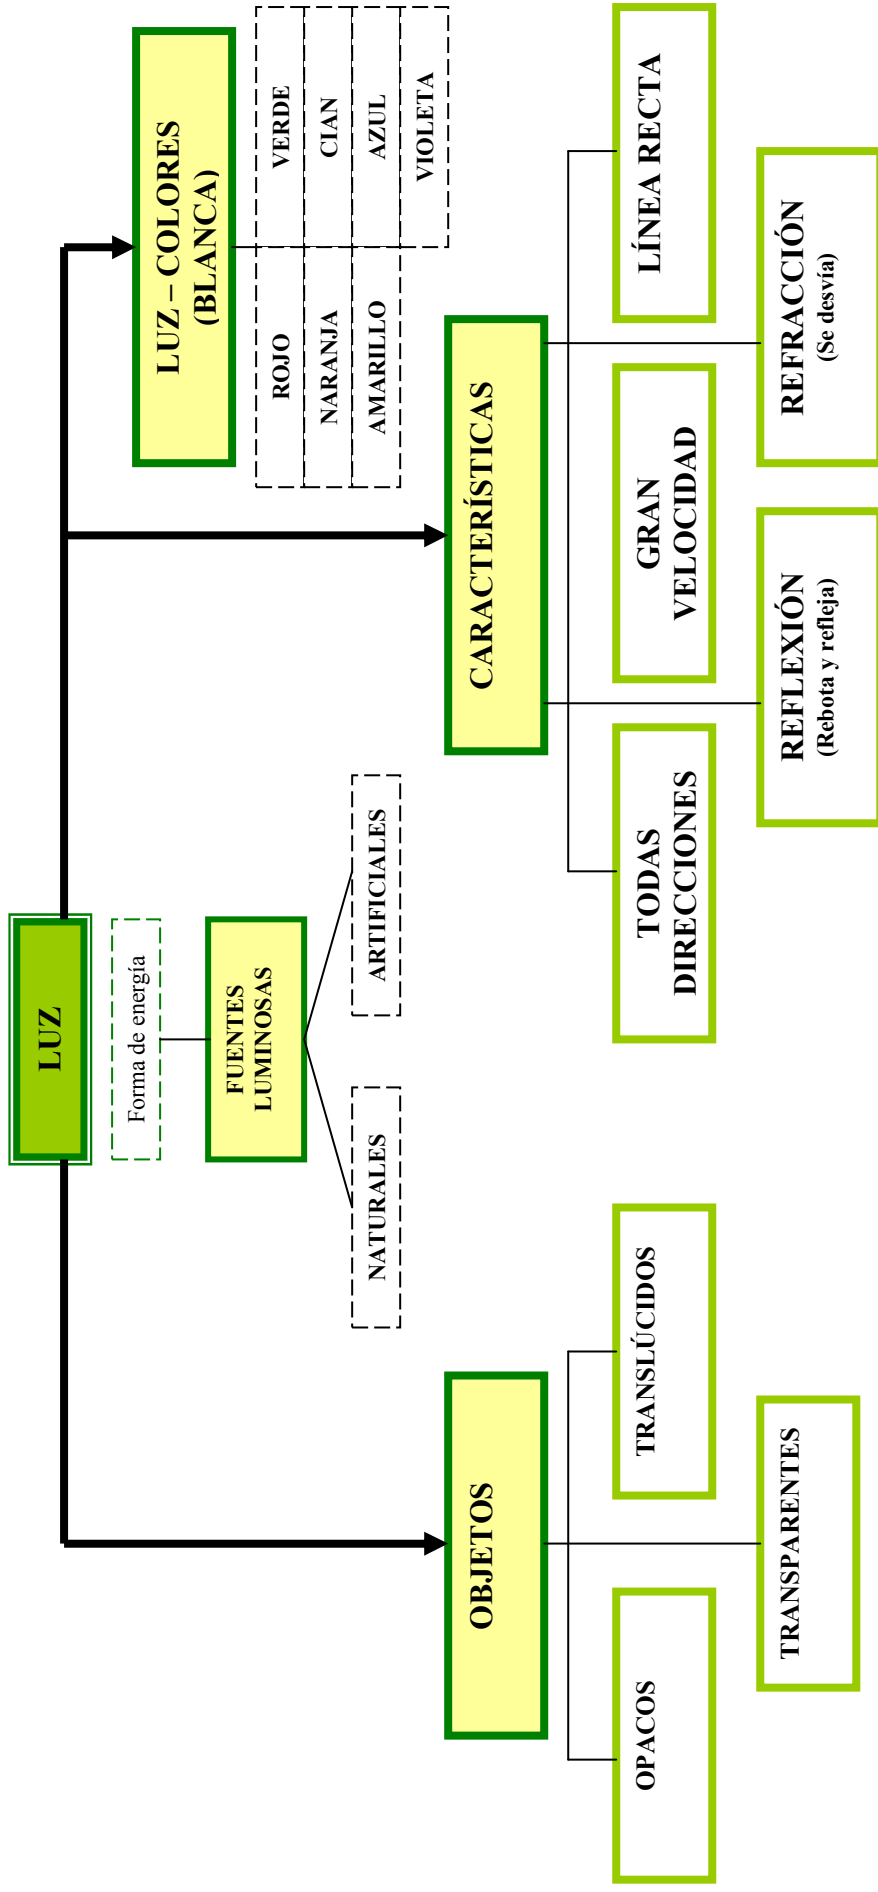 LUZ
Forma de energía
FUENTES
LUMINOSAS
NATURALES
ARTIFICIALES
LUZ – COLORES
(BLANCA)
ROJO
VERDE
NARANJA
CIAN
AMARILLO
AZUL
VIOLETA
OBJETOS
OPACOS
TRANSLÚCIDOS
TRANSPARENTES
CARACTERÍSTICAS
TODAS
DIRECCIONES
GRAN
VELOCIDAD
LÍNEA RECTA
REFLEXIÓN
(Rebota y refleja)
REFRACCIÓN
(Se desvía)